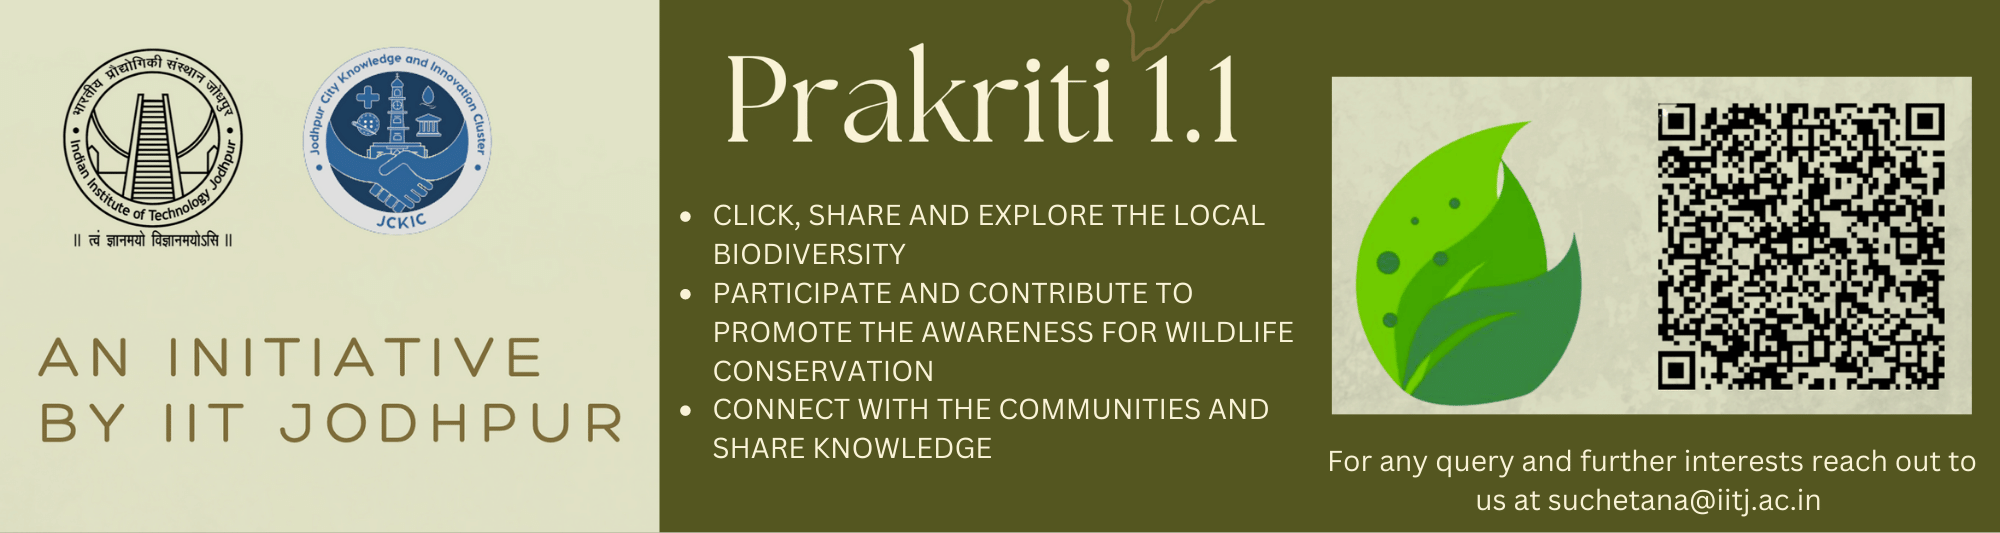 भारतीय प्रौद्योगिकी संस्थान जोधपुर
Indian Institute of Technology Jodhpur
॥ त्वं ज्ञानमयो विज्ञानमयोऽसि ॥
Jodhpur City Knowledge and Innovation Cluster
JCKIC
AN INITIATIVE
BY IIT JODHPUR
Prakriti 1.1
• CLICK, SHARE AND EXPLORE THE LOCAL
BIODIVERSITY
• PARTICIPATE AND CONTRIBUTE TO
PROMOTE THE AWARENESS FOR WILDLIFE
CONSERVATION
• CONNECT WITH THE COMMUNITIES AND
SHARE KNOWLEDGE
For any query and further interests reach out to
us at suchetana@iitj.ac.in